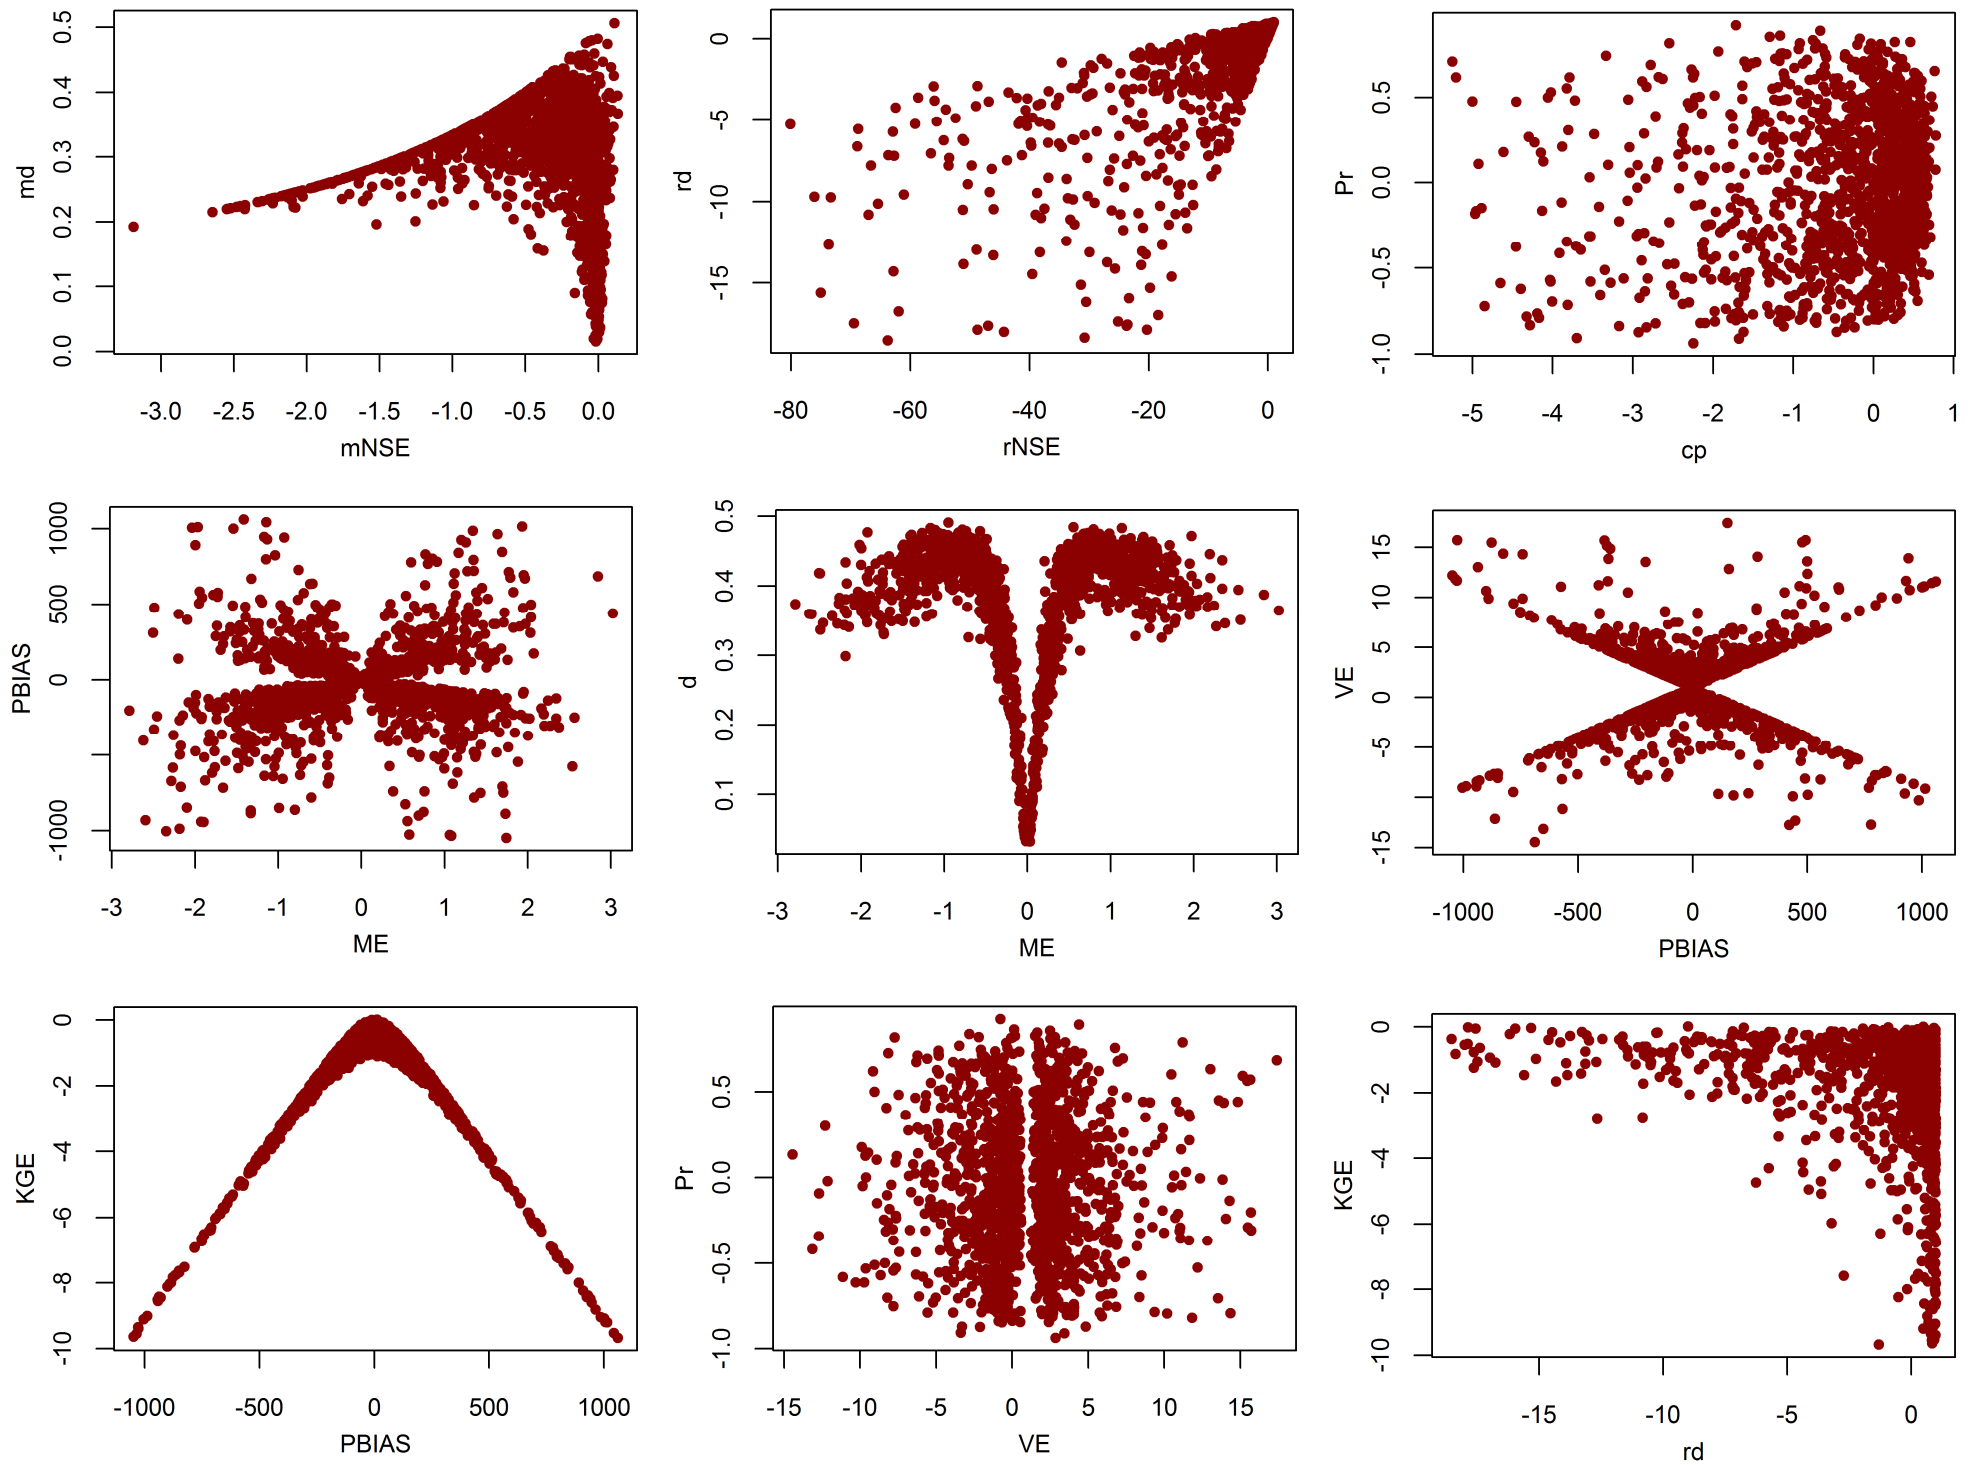 0.0 0.1 0.2 0.3 0.4 0.5
md
-3.0 -2.5 -2.0 -1.5 -1.0 -0.5 0.0
mNSE
-15 -10 -5 0
rd
-80 -60 -40 -20 0
rNSE
-1.0 -0.5 0.0 0.5
Pr
-5 -4 -3 -2 -1 0 1
cp
-1000 0 500 1000
PBIAS
-3 -2 -1 0 1 2 3
ME
0.1 0.2 0.3 0.4 0.5
d
-3 -2 -1 0 1 2 3
ME
-15 -5 0 5 10 15
VE
-1000 -500 0 500 1000
PBIAS
-10 -8 -6 -4 -2 0
KGE
-1000 -500 0 500 1000
PBIAS
-1.0 -0.5 0.0 0.5
Pr
-15 -10 -5 0 5 10 15
VE
-10 -8 -6 -4 -2 0
KGE
-15 -10 -5 0
rd